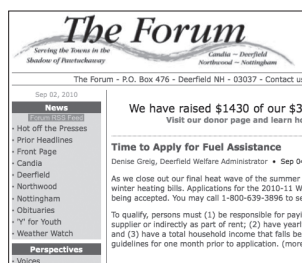 The Forum
Serving the Towns in the
Shadow of Pawtuckaway
Candia ~ Deerfield
Northwood ~ Nottingham
The Forum - P.O. Box 476 - Deerfield NH - 03037 - Contact us
Sep 02, 2010
News
Forum RSS Feed
· Hot off the Presses
· Prior Headlines
· Front Page
· Candia
· Deerfield
· Northwood
· Nottingham
· Obituaries
· 'Y' for Youth
· Weather Watch
Perspectives
· Voices
We have raised $1430 of our $3
Visit our donor page and learn ho
Time to Apply for Fuel Assistance
Denise Greig, Deerfield Welfare Administrator • Sep 04
As we close out our final heat wave of the summer
winter heating bills. Applications for the 2010-11 W
being accepted. You may call 1-800-639-3896 to se
To qualify, persons must (1) be responsible for payi
supplier or indirectly as part of rent; (2) have yearl
and (3) have a total household income that falls be
guidelines for one month prior to application. (mor